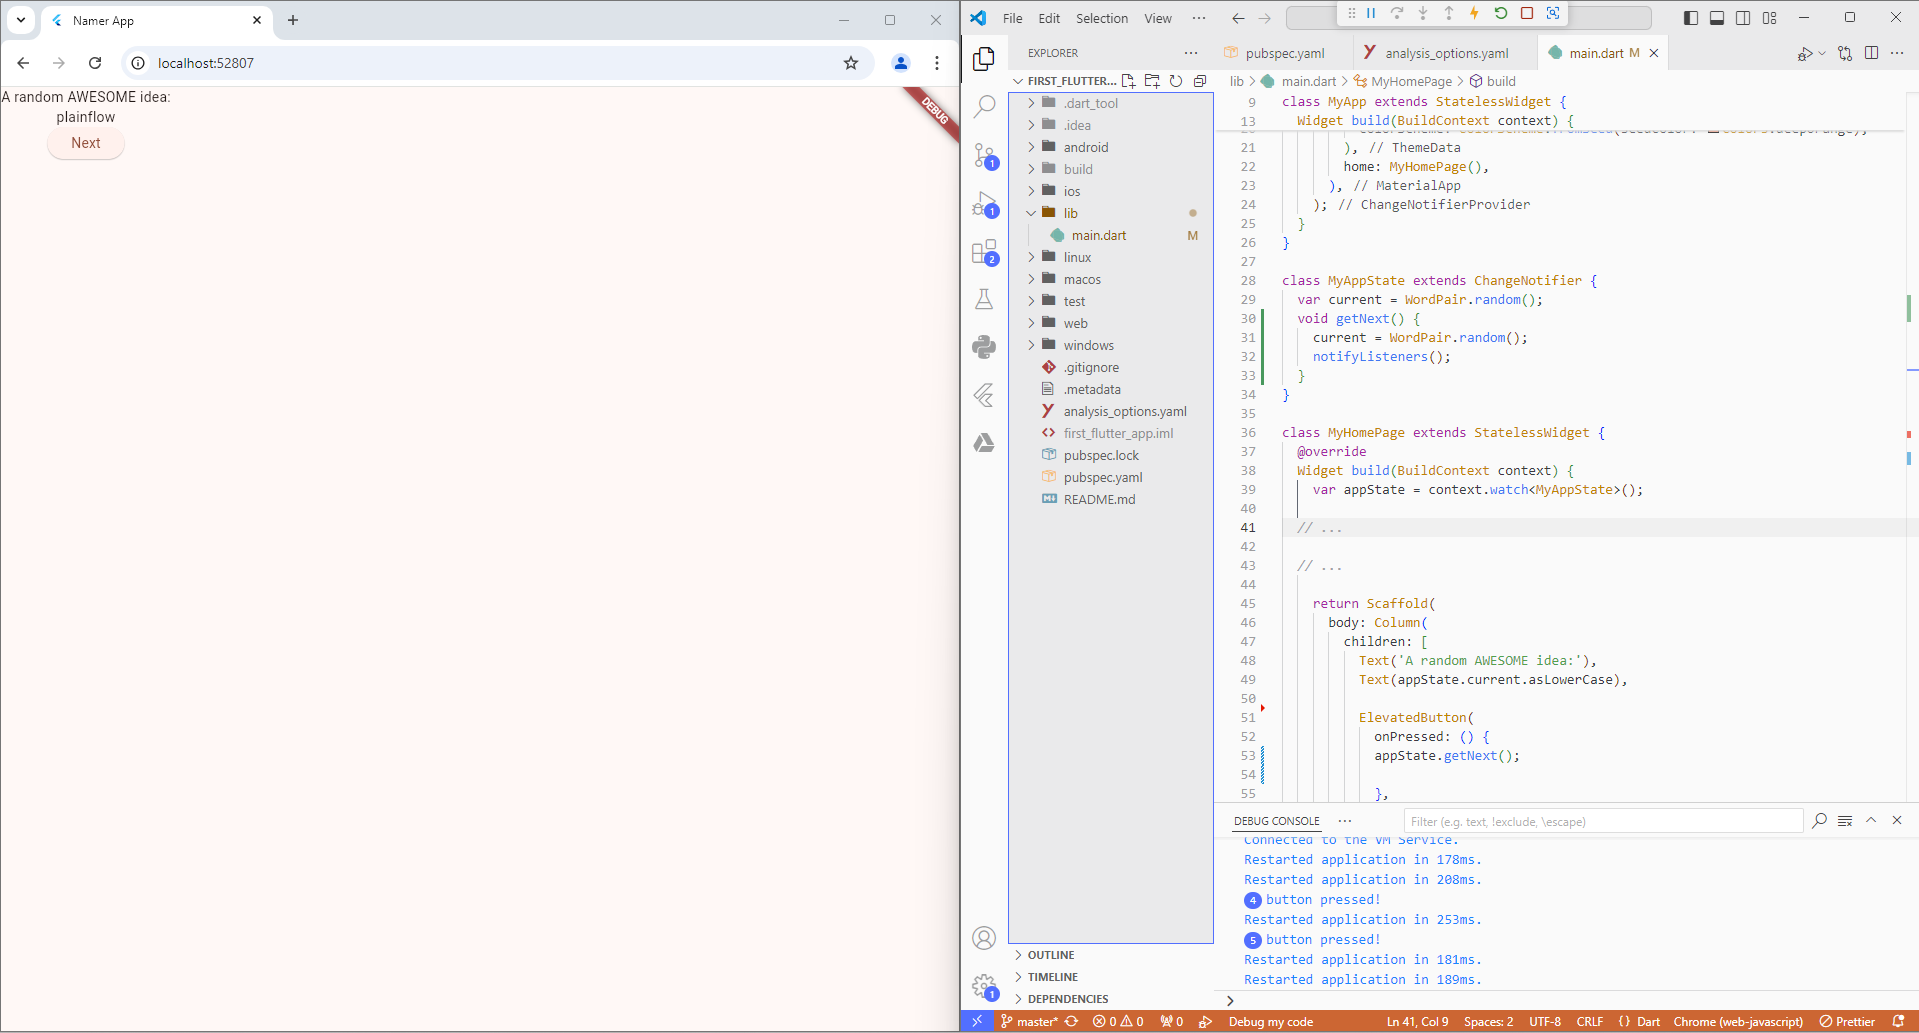 Namer App
localhost:52807
A random AWESOME idea:
plainflow
Next
DEBUG
File Edit Selection View ···
EXPLORER ···
FIRST_FLUTTER...
.dart_tool
.idea
android
build
ios
lib
main.dart M
linux
macos
test
web
windows
.gitignore
.metadata
analysis_options.yaml
first_flutter_app.iml
pubspec.lock
pubspec.yaml
README.md
OUTLINE
TIMELINE
DEPENDENCIES
1
1
2
1
pubspec.yaml analysis_options.yaml main.dart M
lib > main.dart > MyHomePage > build
9 class MyApp extends StatelessWidget {
13 Widget build(BuildContext context) {
21 ), // ThemeData
22 home: MyHomePage(),
23 ), // MaterialApp
24 ); // ChangeNotifierProvider
25 }
26 }
27
28 class MyAppState extends ChangeNotifier {
29 var current = WordPair.random();
30 void getNext() {
31 current = WordPair.random();
32 notifyListeners();
33 }
34 }
35
36 class MyHomePage extends StatelessWidget {
37 @override
38 Widget build(BuildContext context) {
39 var appState = context.watch<MyAppState>();
40
41 // ...
42
43 // ...
44
45 return Scaffold(
46 body: Column(
47 children: [
48 Text('A random AWESOME idea:'),
49 Text(appState.current.asLowerCase),
50
51 ElevatedButton(
52 onPressed: () {
53 appState.getNext();
54
55 },
DEBUG CONSOLE ··· Filter (e.g. text, !exclude, \escape)
Connected to the VM Service.
Restarted application in 178ms.
Restarted application in 208ms.
4 button pressed!
Restarted application in 253ms.
5 button pressed!
Restarted application in 181ms.
Restarted application in 189ms.
master* 0 0 0 Debug my code Ln 41, Col 9 Spaces: 2 UTF-8 CRLF { } Dart Chrome (web-javascript) Prettier